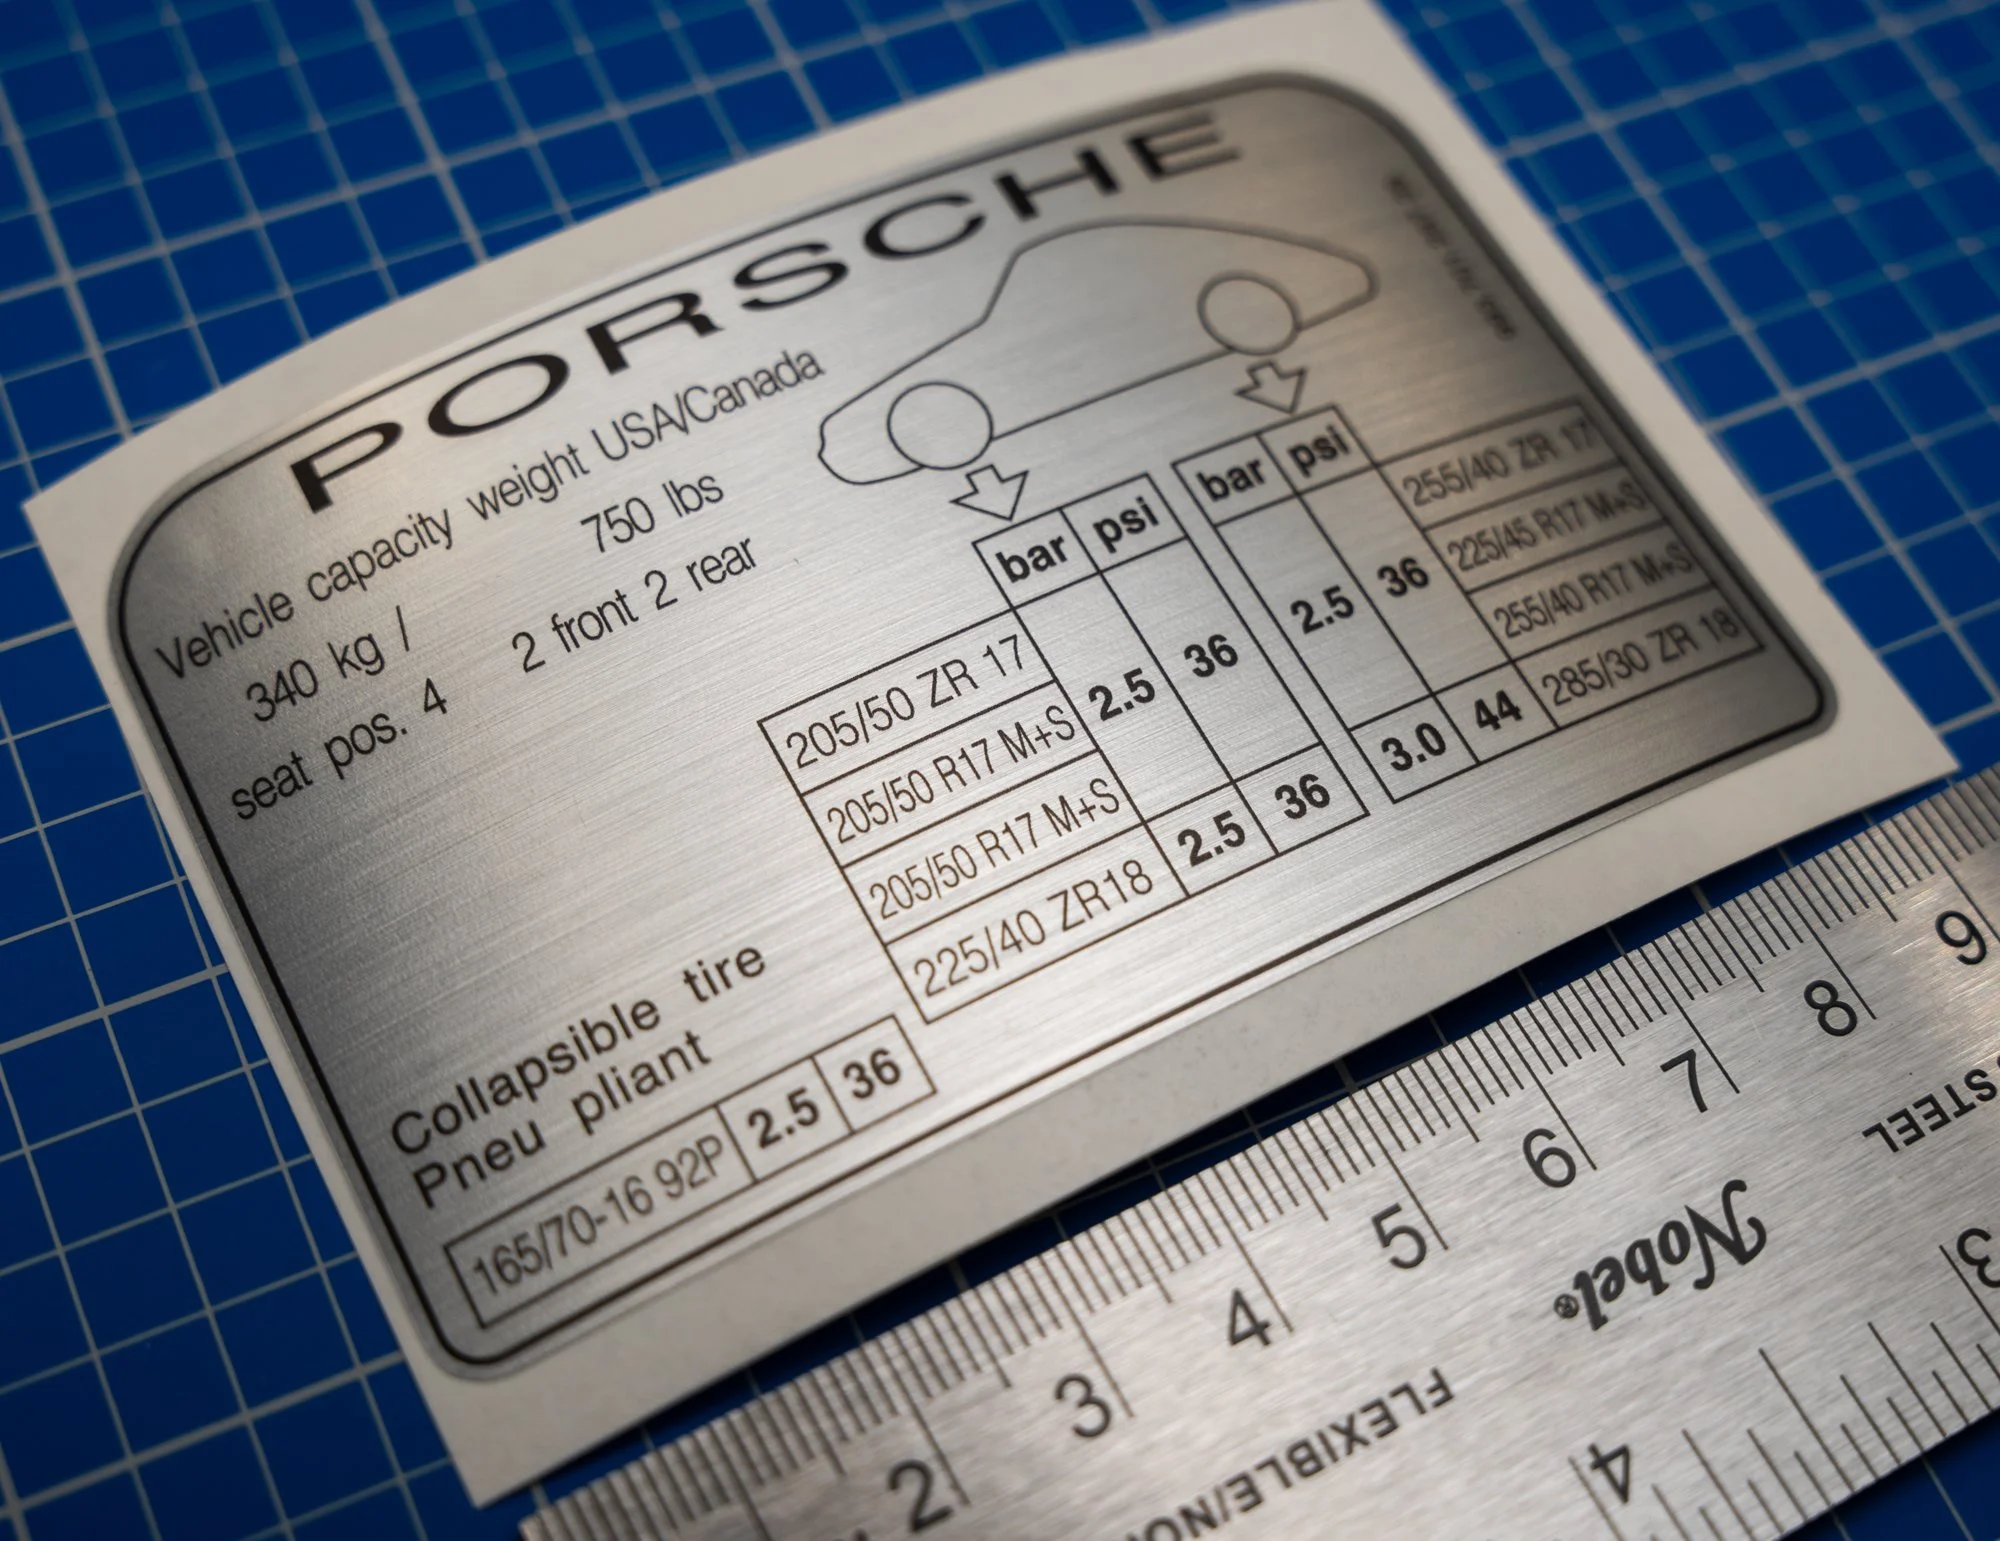 PORSCHE
Vehicle capacity weight USA/Canada
340 kg / 750 lbs
seat pos. 4 2 front 2 rear
bar psi
205/50 ZR 17
205/50 R17 M+S
205/50 R17 M+S
2.5 36
225/40 ZR18 2.5 36
bar psi
255/40 ZR 17
225/45 R17 M+S
255/40 R17 M+S
2.5 36
3.0 44 285/30 ZR 18
Collapsible tire
Pneu pliant
165/70-16 92P 2.5 36
2 3 4 5 6 7 8 9
STEEL
Nobel®
FLEXIBLE/NO
3
4